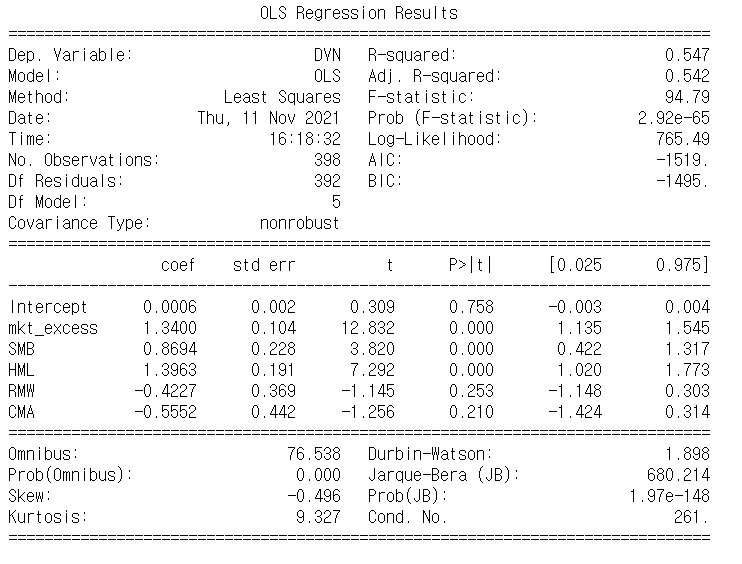 OLS Regression Results
==============================================================================
Dep. Variable: DVN R-squared: 0.547
Model: OLS Adj. R-squared: 0.542
Method: Least Squares F-statistic: 94.79
Date: Thu, 11 Nov 2021 Prob (F-statistic): 2.92e-65
Time: 16:18:32 Log-Likelihood: 765.49
No. Observations: 398 AIC: -1519.
Df Residuals: 392 BIC: -1495.
Df Model: 5
Covariance Type: nonrobust
==============================================================================
coef std err t P>|t| [0.025 0.975]
------------------------------------------------------------------------------
Intercept 0.0006 0.002 0.309 0.758 -0.003 0.004
mkt_excess 1.3400 0.104 12.832 0.000 1.135 1.545
SMB 0.8694 0.228 3.820 0.000 0.422 1.317
HML 1.3963 0.191 7.292 0.000 1.020 1.773
RMW -0.4227 0.369 -1.145 0.253 -1.148 0.303
CMA -0.5552 0.442 -1.256 0.210 -1.424 0.314
==============================================================================
Omnibus: 76.538 Durbin-Watson: 1.898
Prob(Omnibus): 0.000 Jarque-Bera (JB): 680.214
Skew: -0.496 Prob(JB): 1.97e-148
Kurtosis: 9.327 Cond. No. 261.
==============================================================================